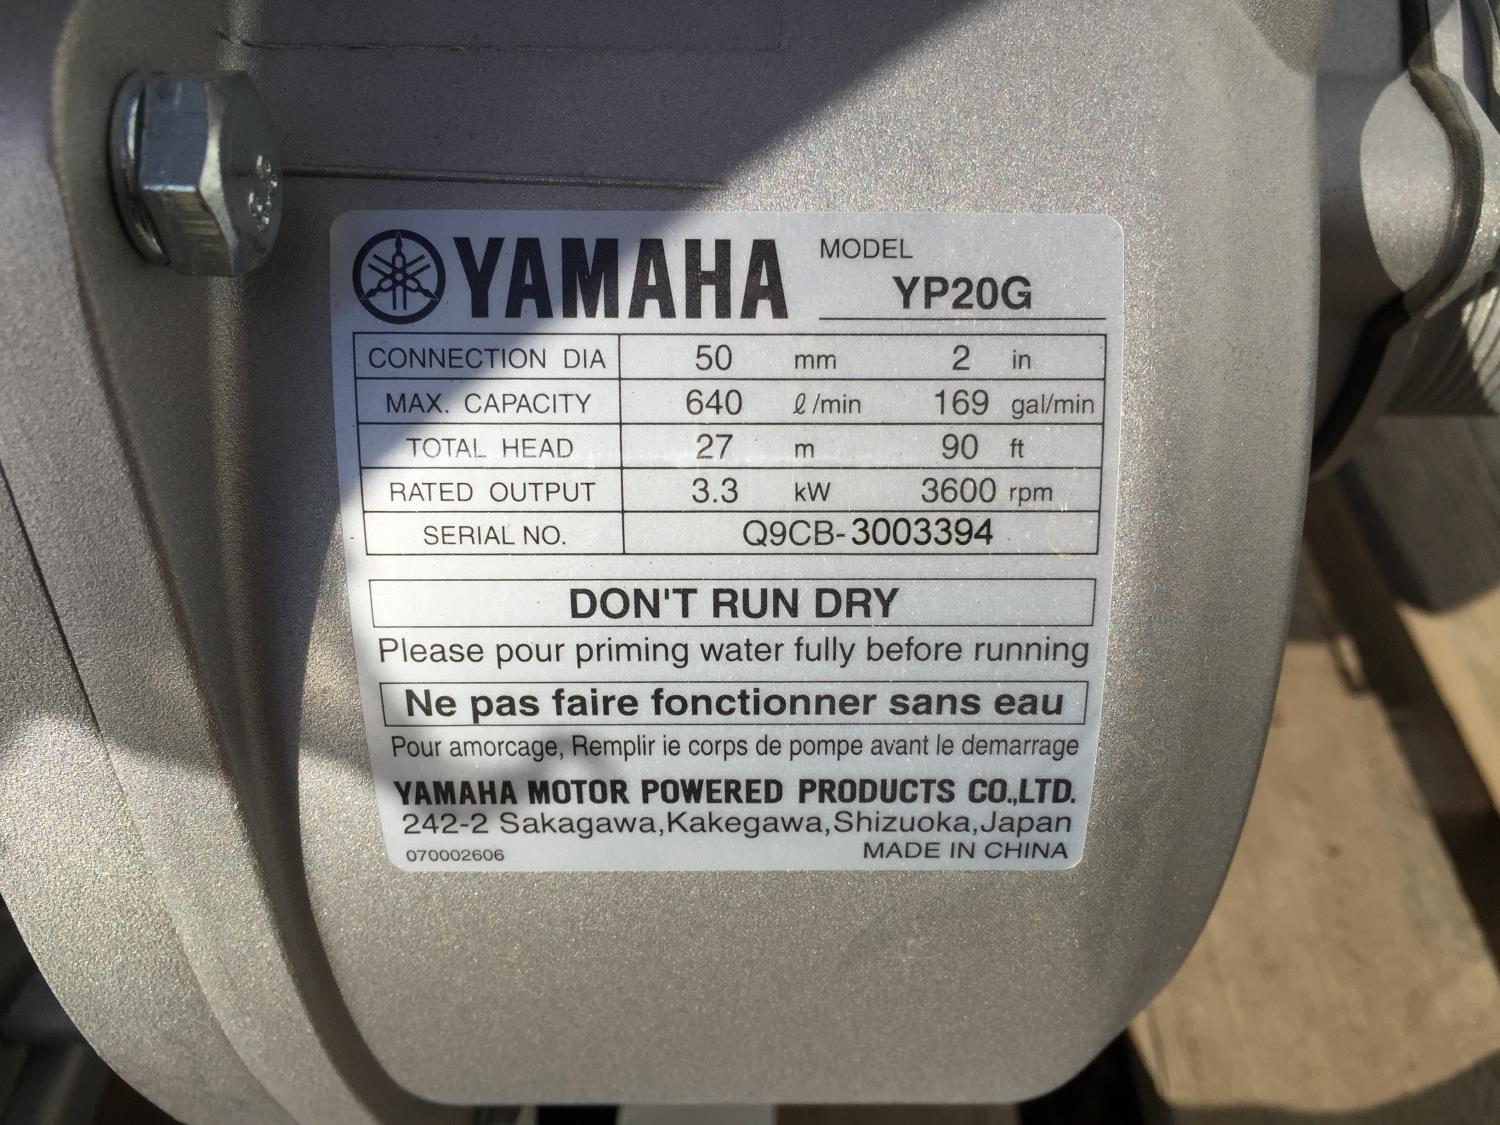 YAMAHA MODEL
YP20G
CONNECTION DIA 50 mm 2 in
MAX. CAPACITY 640 ℓ/min 169 gal/min
TOTAL HEAD 27 m 90 ft
RATED OUTPUT 3.3 kW 3600 rpm
SERIAL NO. Q9CB-3003394
DON'T RUN DRY
Please pour priming water fully before running
Ne pas faire fonctionner sans eau
Pour amorcage, Remplir ie corps de pompe avant le demarrage
YAMAHA MOTOR POWERED PRODUCTS CO.,LTD.
242-2 Sakagawa,Kakegawa,Shizuoka,Japan
070002606 MADE IN CHINA